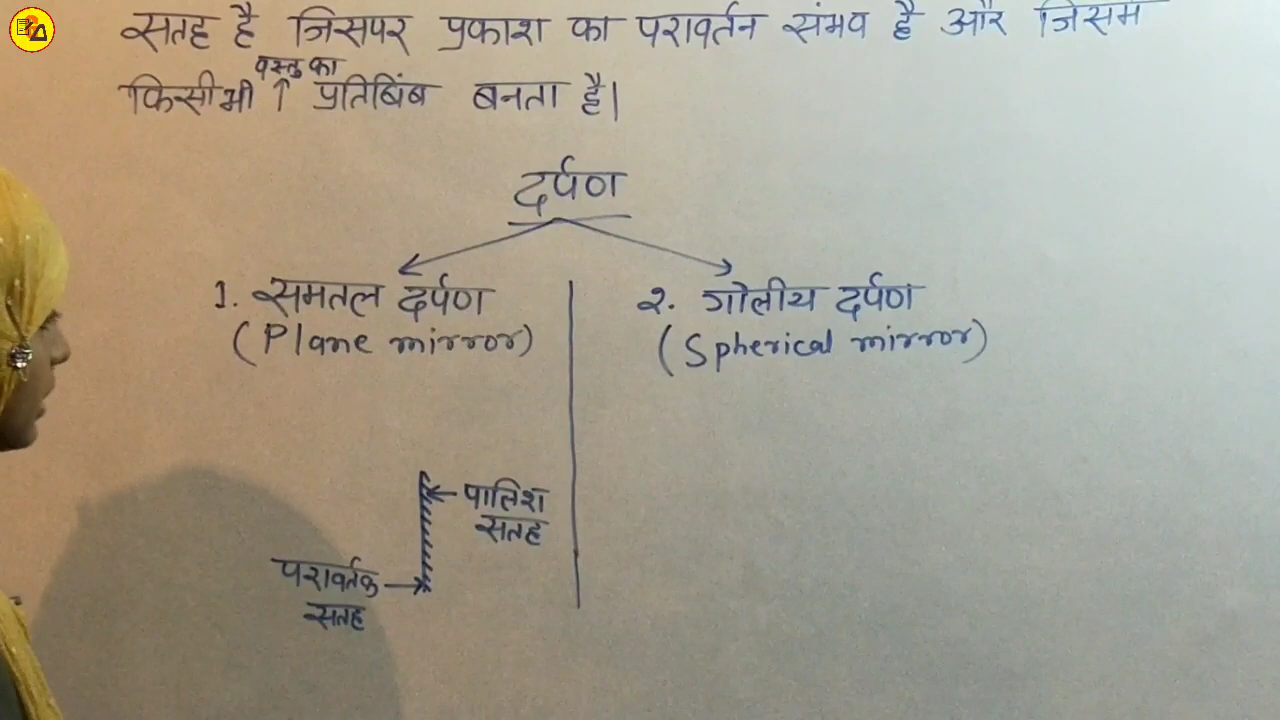 सतह है जिसपर प्रकाश का परावर्तन संभव है और जिसम
किसीभी वस्तु का प्रतिबिंब बनता है।
दर्पण
1. समतल दर्पण
(Plane mirror)
२. गोलीय दर्पण
(Spherical mirror)
पालिश
सतह
परावर्तक
सतह